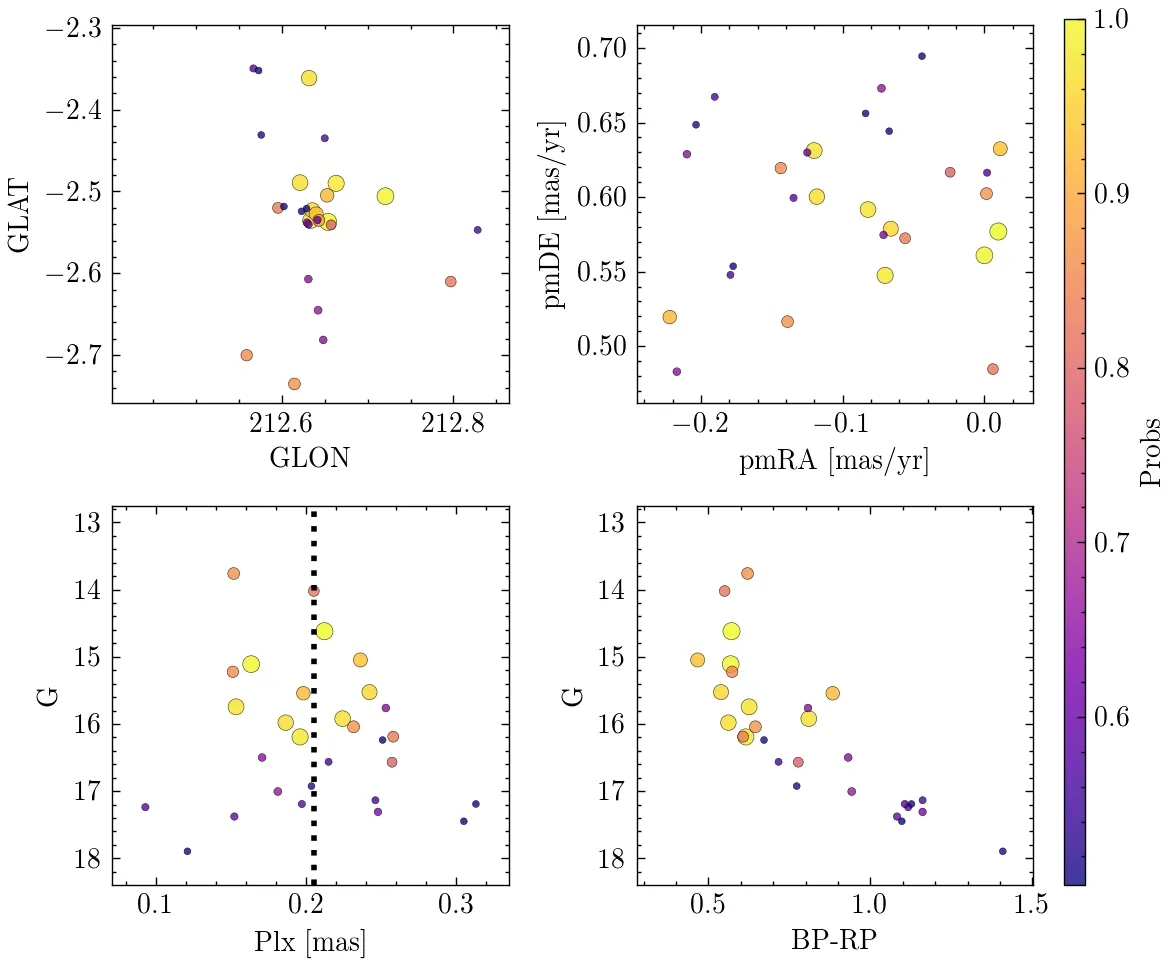 −2.3
−2.4
−2.5
−2.6
−2.7
GLAT
212.6 212.8
GLON
0.70
0.65
0.60
0.55
0.50
pmDE [mas/yr]
−0.2 −0.1 0.0
pmRA [mas/yr]
13
14
15
16
17
18
G
0.1 0.2 0.3
Plx [mas]
13
14
15
16
17
18
G
0.5 1.0 1.5
BP-RP
1.0
0.9
0.8
0.7
0.6
Probs